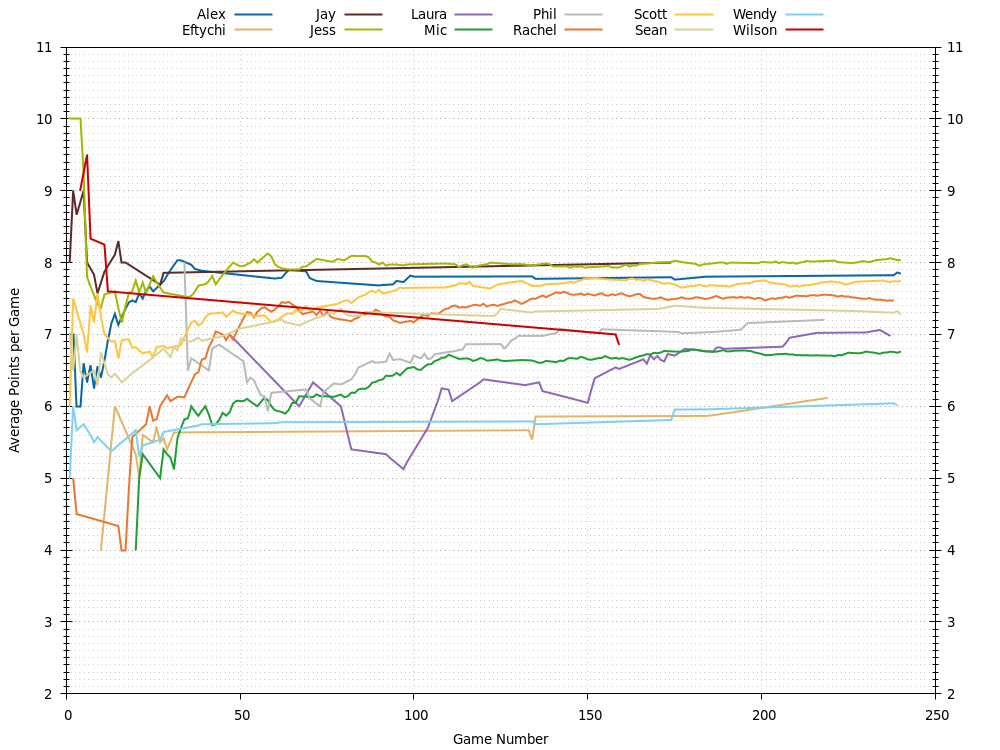 Alex Jay Laura Phil Scott Wendy
Eftychi Jess Mic Rachel Sean Wilson
11 11
10 10
9 9
8 8
7 7
6 6
5 5
4 4
3 3
2 2
0 50 100 150 200 250
Average Points per Game
Game Number